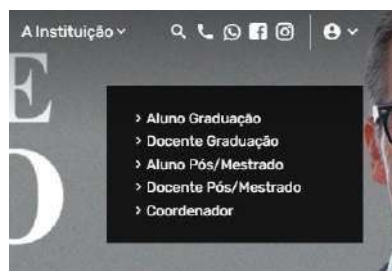 A Instituição
E
O
Aluno Graduação
Docente Graduação
Aluno Pós/Mestrado
Docente Pós/Mestrado
Coordenador